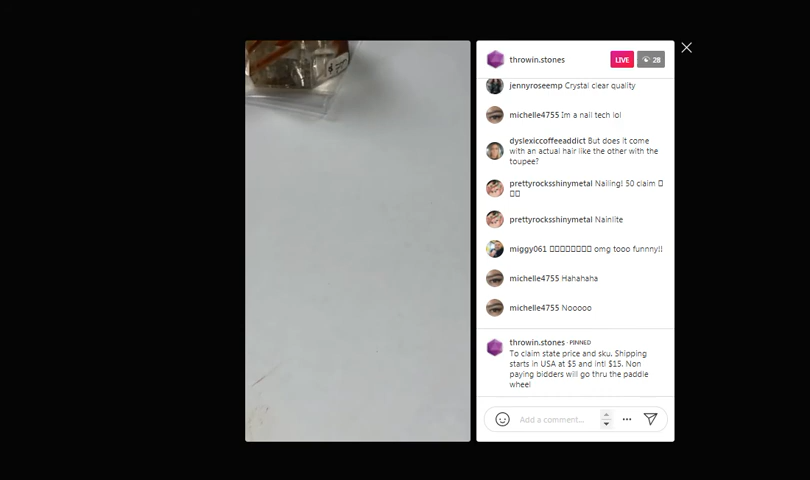 throwin.stones
LIVE
28
jennyroseemp Crystal clear quality
michelle4755 Im a nail tech lol
dyslexiccoffeeaddict But does it come
with an actual hair like the other with the
toupee?
prettyrocksshinymetal Nailing! 50 claim
prettyrocksshinymetal Nainlite
miggy061 omg tooo funnny!!
michelle4755 Hahahaha
michelle4755 Nooooo
throwin.stones · PINNED
To claim state price and sku. Shipping
starts in USA at $5 and intl $15. Non
paying bidders will go thru the paddle
wheel
Add a comment...